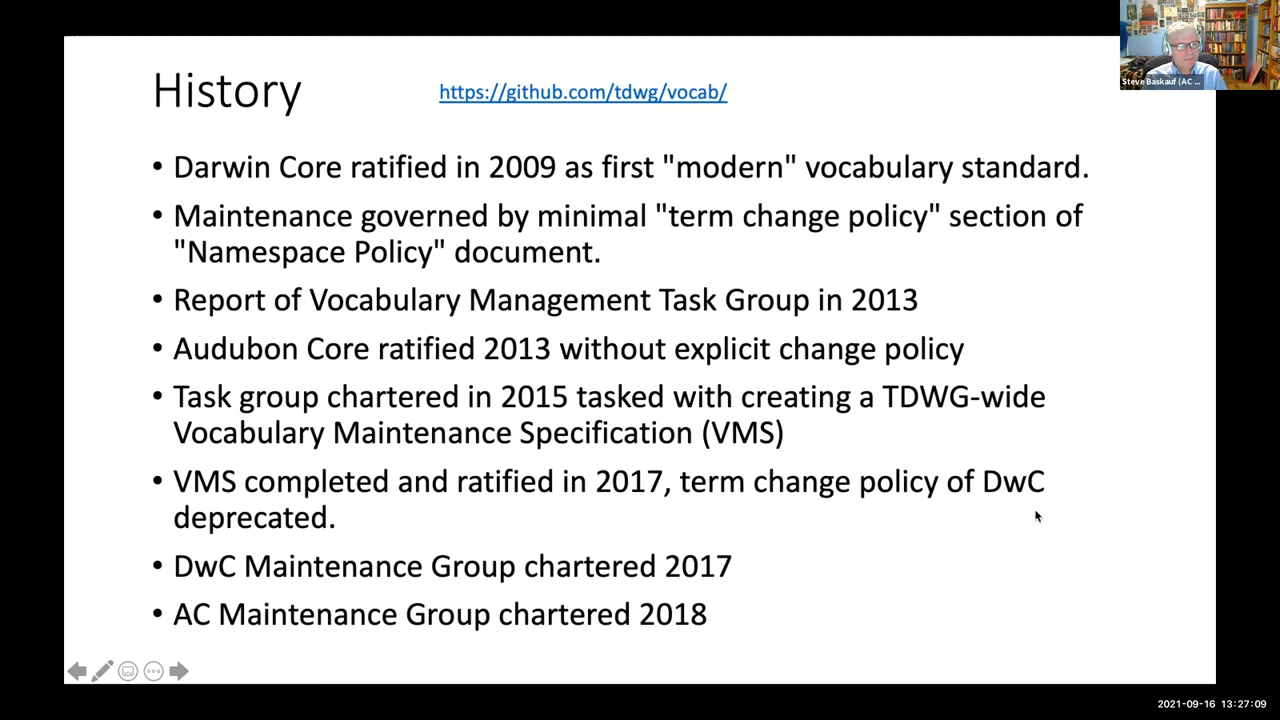 Steve Baskauf (AC ...
History https://github.com/tdwg/vocab/
• Darwin Core ratified in 2009 as first "modern" vocabulary standard.
• Maintenance governed by minimal "term change policy" section of
"Namespace Policy" document.
• Report of Vocabulary Management Task Group in 2013
• Audubon Core ratified 2013 without explicit change policy
• Task group chartered in 2015 tasked with creating a TDWG-wide
Vocabulary Maintenance Specification (VMS)
• VMS completed and ratified in 2017, term change policy of DwC
deprecated.
• DwC Maintenance Group chartered 2017
• AC Maintenance Group chartered 2018
2021-09-16 13:27:09